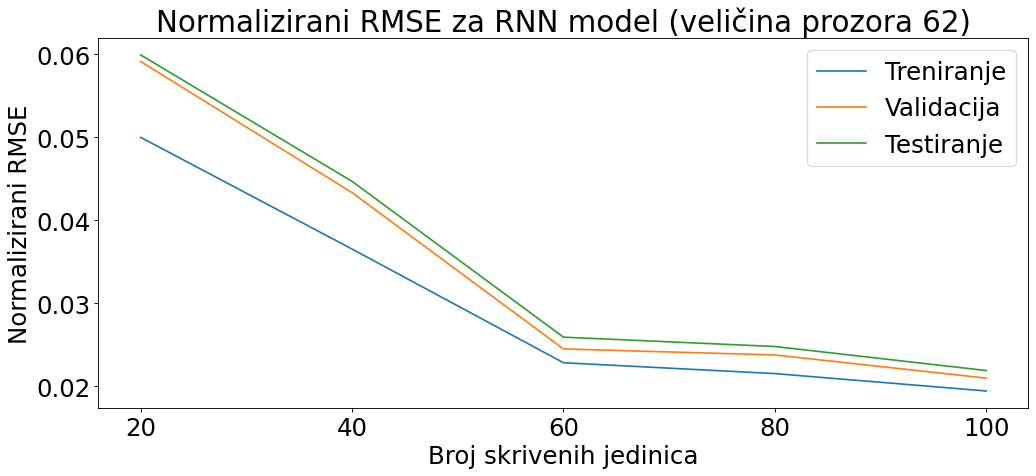 Normalizirani RMSE za RNN model (veličina prozora 62)
Normalizirani RMSE
0.06
0.05
0.04
0.03
0.02
Treniranje
Validacija
Testiranje
20 40 60 80 100
Broj skrivenih jedinica